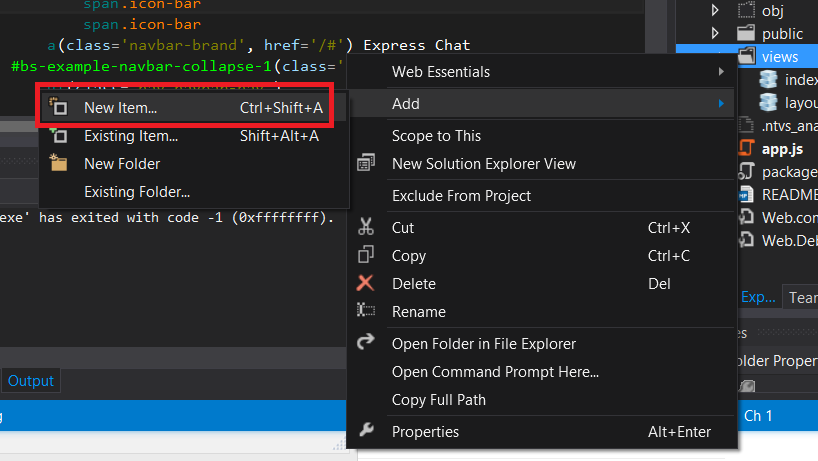 span.icon-bar
span.icon-bar
a(class='navbar-brand', href='/#') Express Chat
#bs-example-navbar-collapse-1(class='
New Item... Ctrl+Shift+A
Existing Item... Shift+Alt+A
New Folder
Existing Folder...
exe' has exited with code -1 (0xffffffff).
Output
Web Essentials
Add
Scope to This
New Solution Explorer View
Exclude From Project
Cut Ctrl+X
Copy Ctrl+C
Delete Del
Rename
Open Folder in File Explorer
Open Command Prompt Here...
Copy Full Path
Properties Alt+Enter
obj
public
views
index
layou
.ntvs_ana
app.js
package
README
Web.con
Web.Deb
Exp... Team
es
older Proper
Ch 1